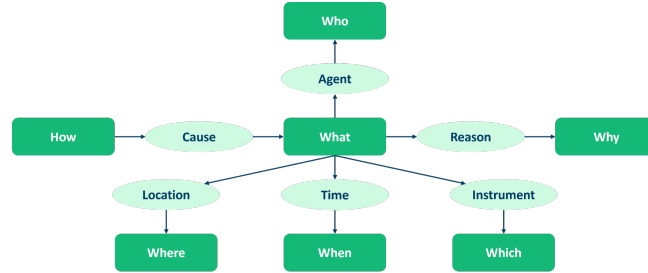 Who
Agent
How
Cause
What
Reason
Why
Location
Time
Instrument
Where
When
Which